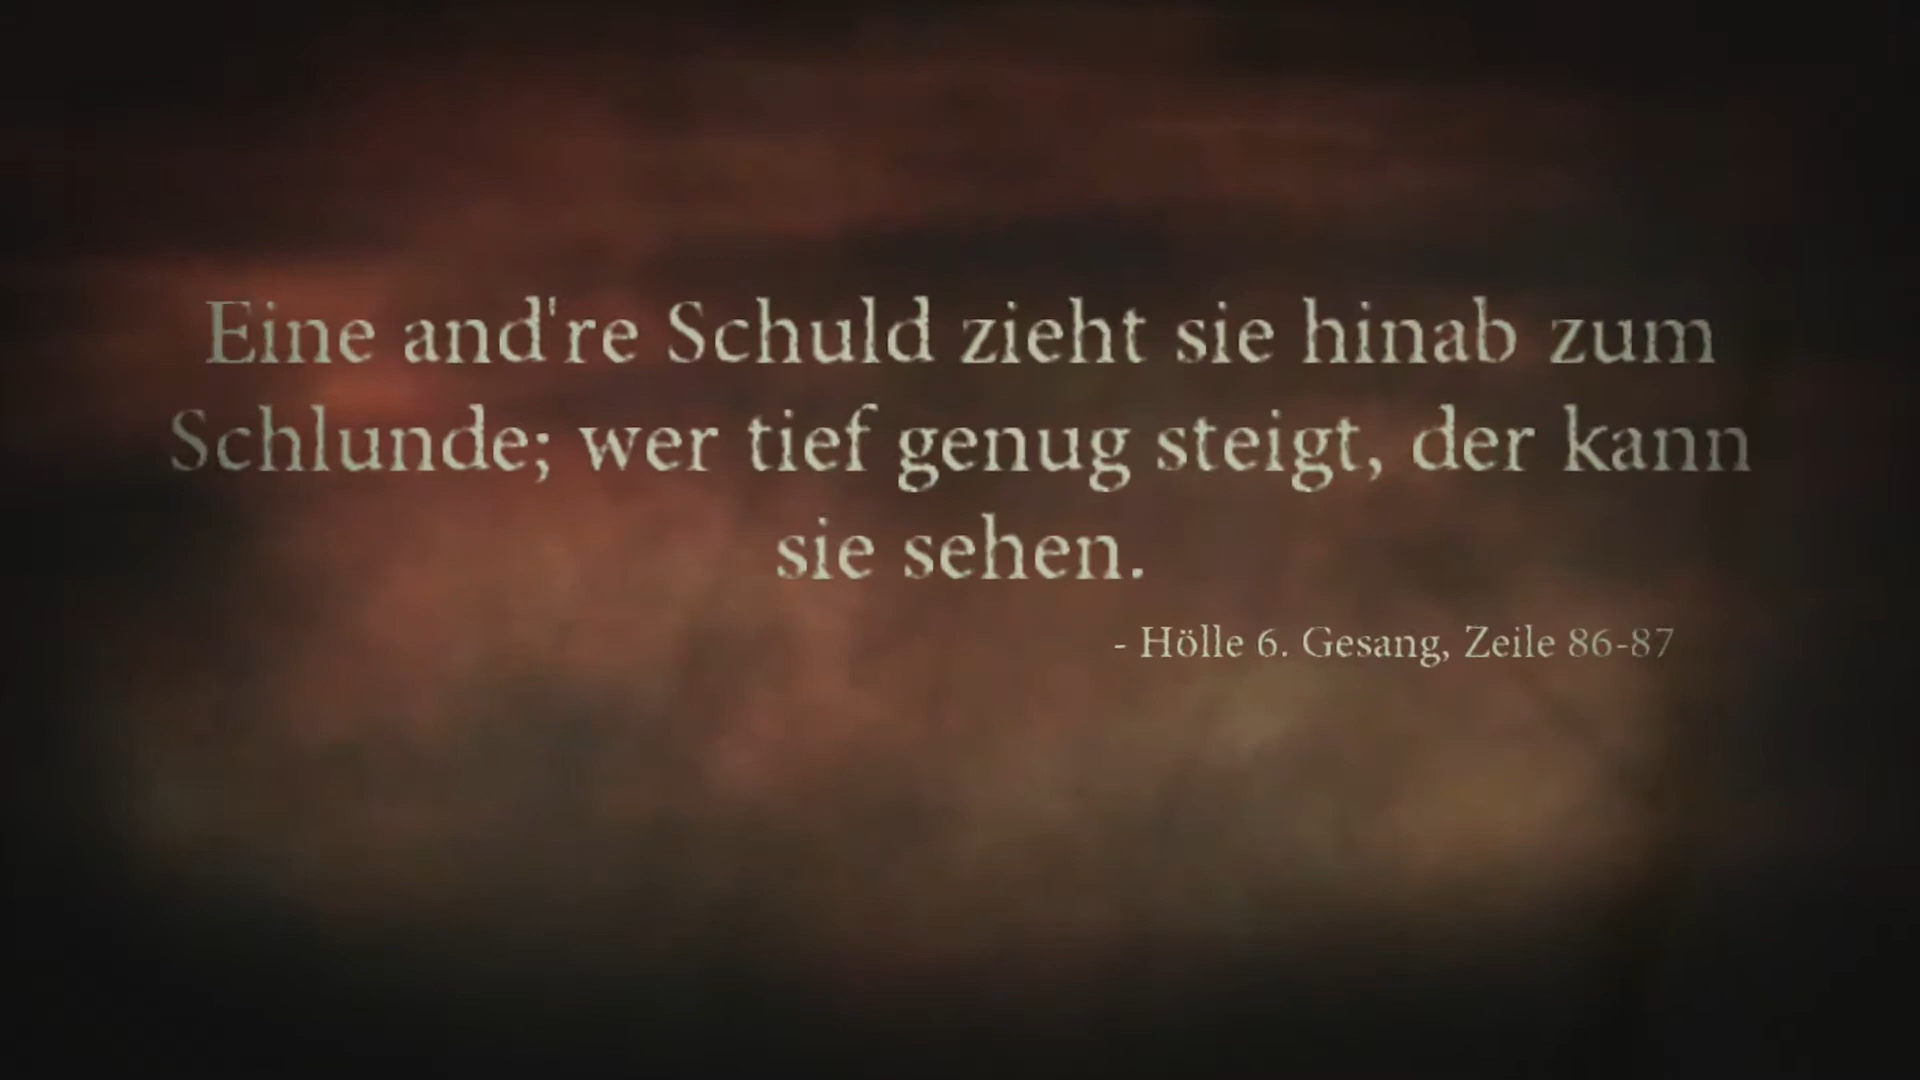 Eine and're Schuld zieht sie hinab zum
Schlunde; wer tief genug steigt, der kann
sie sehen.
- Hölle 6. Gesang, Zeile 86-87